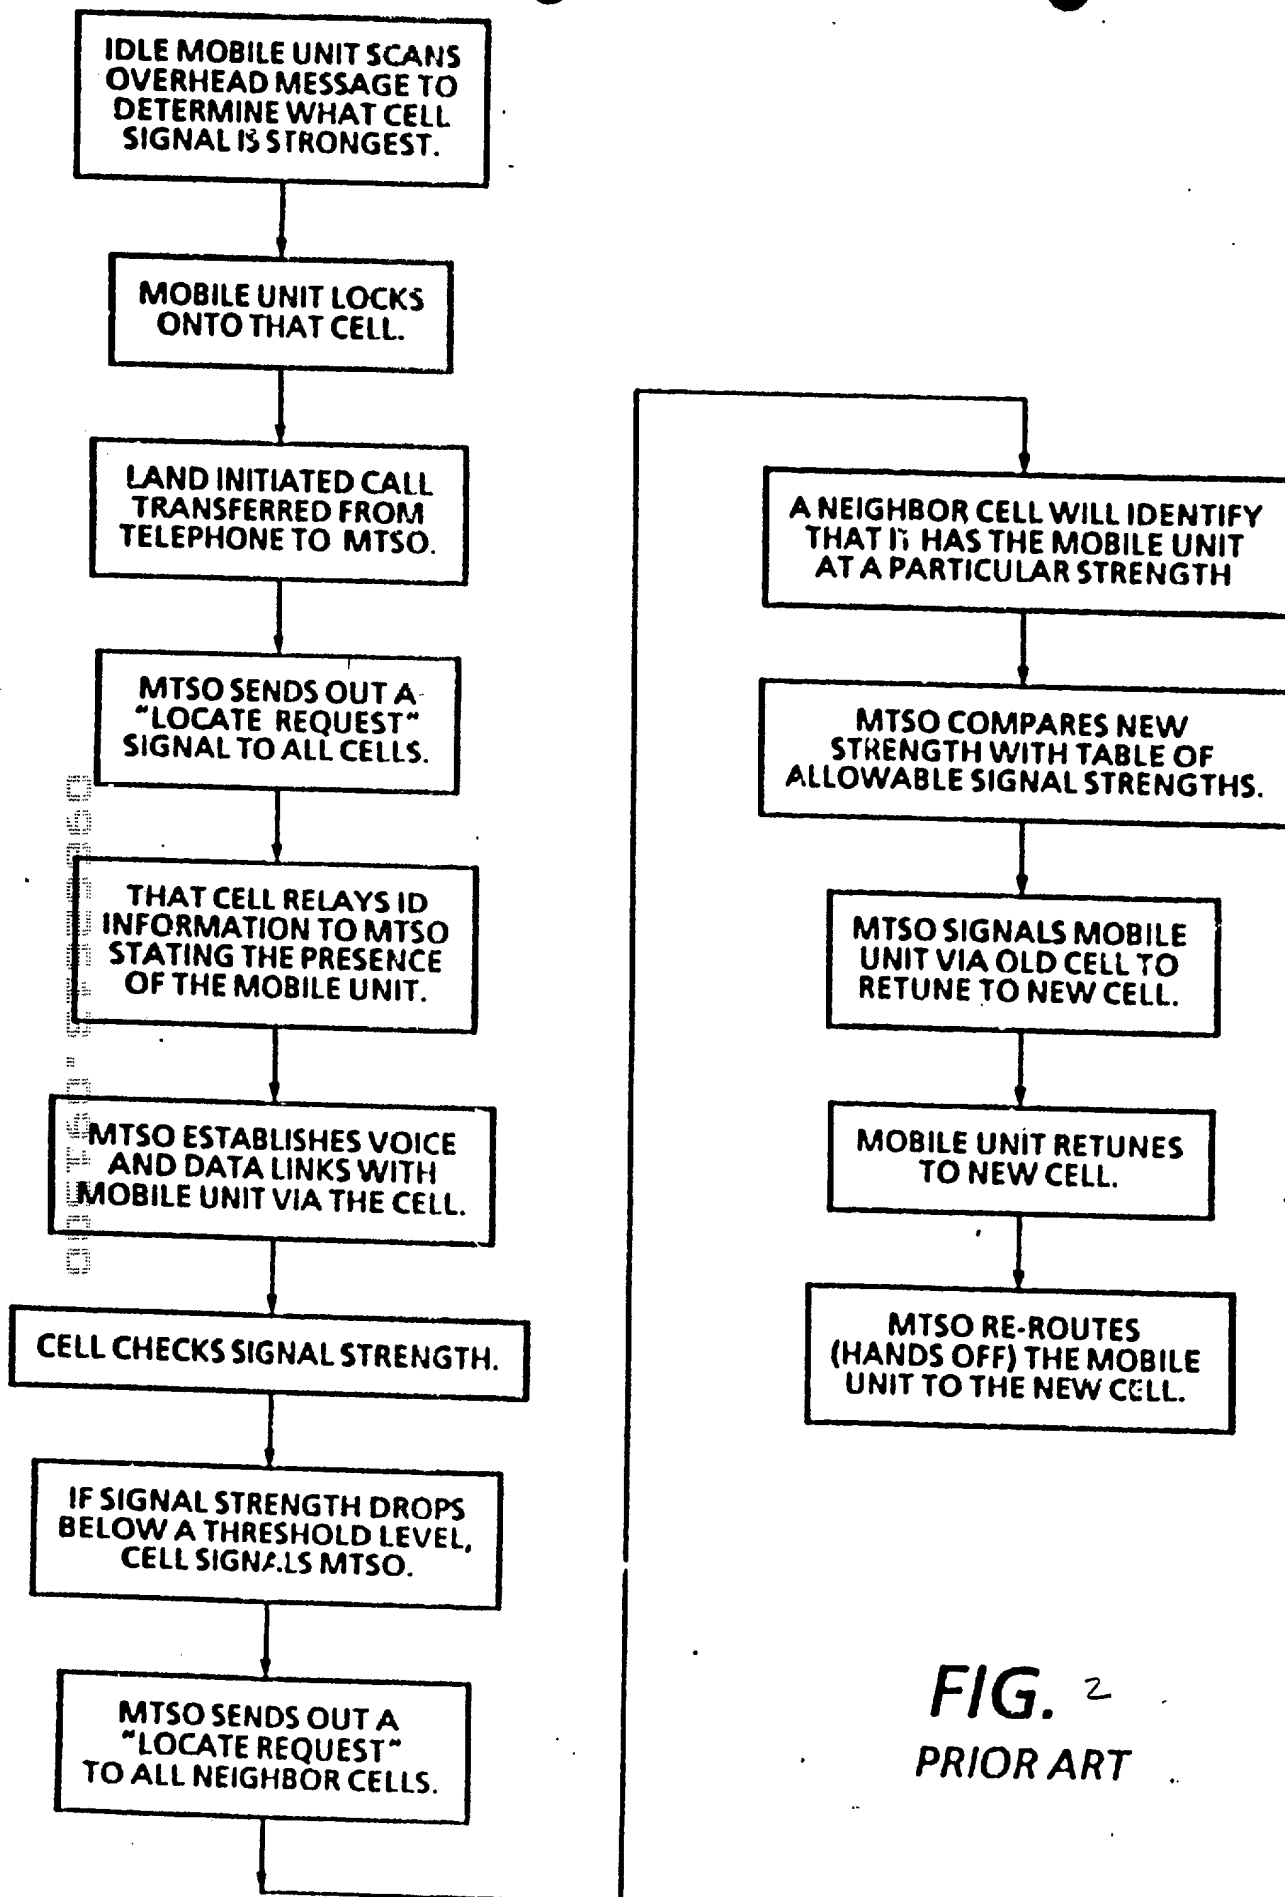 IDLE MOBILE UNIT SCANS
OVERHEAD MESSAGE TO
DETERMINE WHAT CELL
SIGNAL IS STRONGEST.
MOBILE UNIT LOCKS
ONTO THAT CELL.
LAND INITIATED CALL
TRANSFERRED FROM
TELEPHONE TO MTSO.
MTSO SENDS OUT A
"LOCATE REQUEST"
SIGNAL TO ALL CELLS.
THAT CELL RELAYS ID
INFORMATION TO MTSO
STATING THE PRESENCE
OF THE MOBILE UNIT.
MTSO ESTABLISHES VOICE
AND DATA LINKS WITH
MOBILE UNIT VIA THE CELL.
CELL CHECKS SIGNAL STRENGTH.
IF SIGNAL STRENGTH DROPS
BELOW A THRESHOLD LEVEL,
CELL SIGNALS MTSO.
MTSO SENDS OUT A
"LOCATE REQUEST"
TO ALL NEIGHBOR CELLS.
A NEIGHBOR CELL WILL IDENTIFY
THAT IT HAS THE MOBILE UNIT
AT A PARTICULAR STRENGTH
MTSO COMPARES NEW
STRENGTH WITH TABLE OF
ALLOWABLE SIGNAL STRENGTHS.
MTSO SIGNALS MOBILE
UNIT VIA OLD CELL TO
RETUNE TO NEW CELL.
MOBILE UNIT RETUNES
TO NEW CELL.
MTSO RE-ROUTES
(HANDS OFF) THE MOBILE
UNIT TO THE NEW CELL.
FIG. 2
PRIOR ART